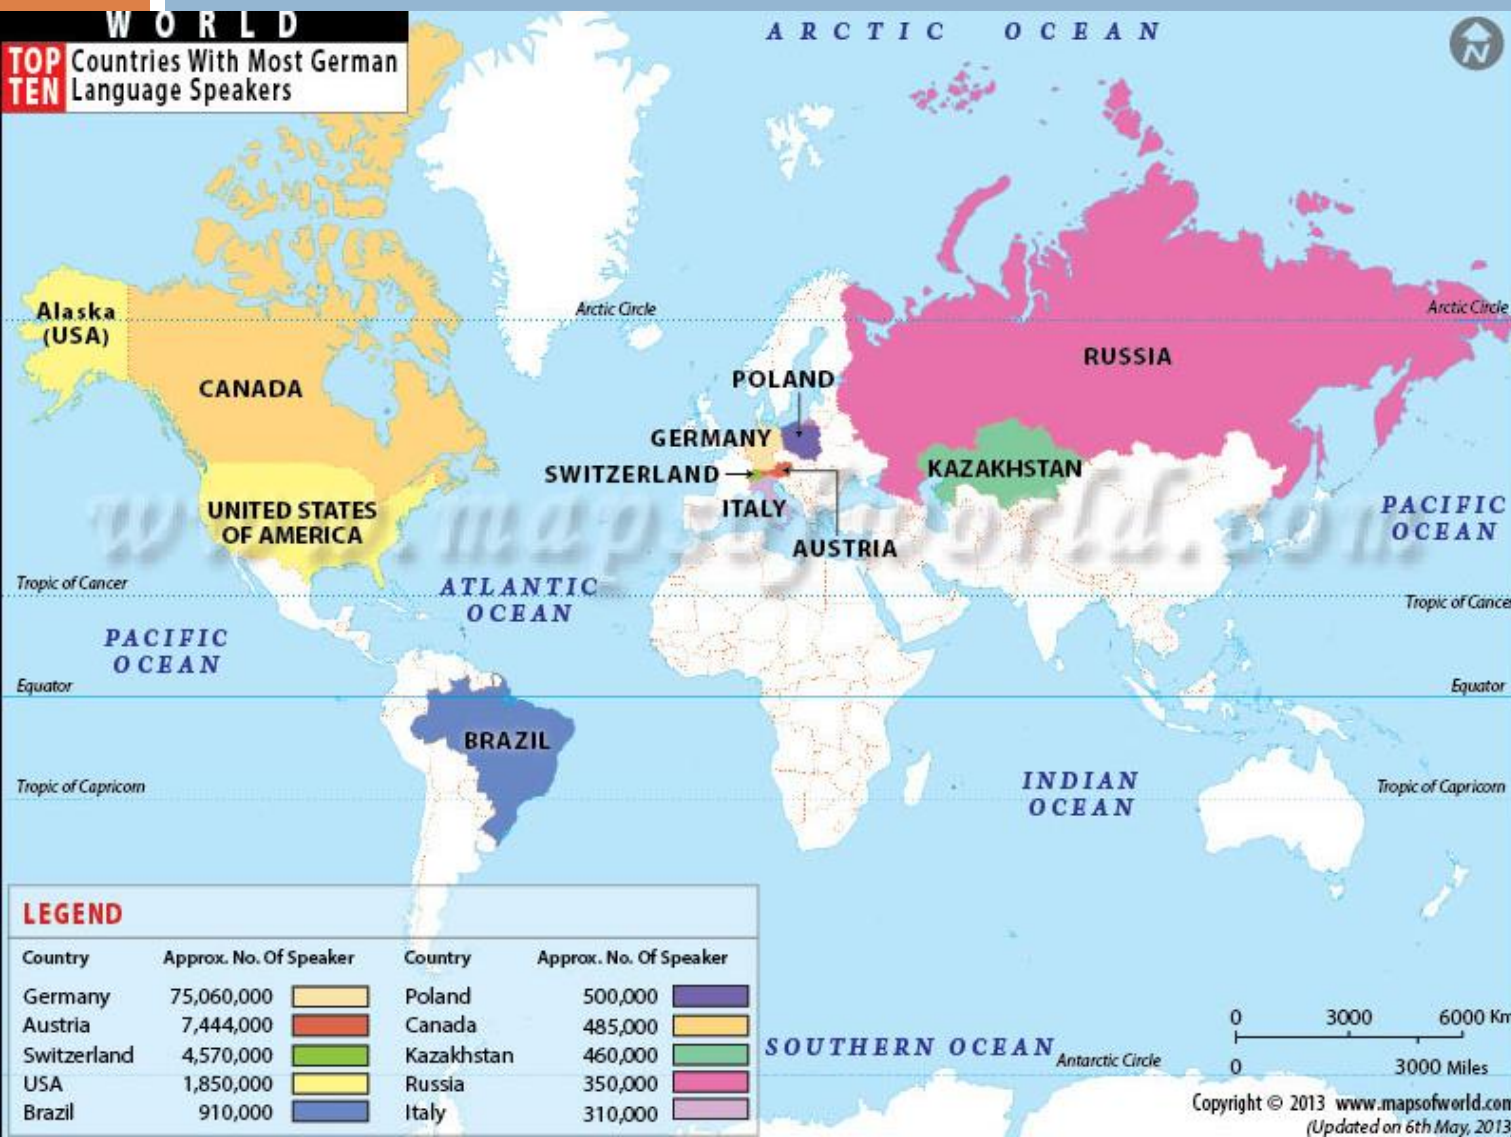 WORLD
TOP TEN Countries With Most German
Language Speakers
ARCTIC OCEAN
N
Alaska
(USA)
Arctic Circle
Arctic Circle
CANADA
RUSSIA
POLAND
GERMANY
SWITZERLAND
KAZAKHSTAN
ITALY
AUSTRIA
UNITED STATES
OF AMERICA
www.mapsofworld.com
PACIFIC
OCEAN
Tropic of Cancer
ATLANTIC
OCEAN
Tropic of Cance
PACIFIC
OCEAN
Equator
Equator
BRAZIL
Tropic of Capricorn
INDIAN
OCEAN
Tropic of Capricorn
LEGEND
Country Approx. No. Of Speaker Country Approx. No. Of Speaker
Germany 75,060,000 Poland 500,000
Austria 7,444,000 Canada 485,000
Switzerland 4,570,000 Kazakhstan 460,000
USA 1,850,000 Russia 350,000
Brazil 910,000 Italy 310,000
SOUTHERN OCEAN
Antarctic Circle
0 3000 6000 Km
0 3000 Miles
Copyright © 2013 www.mapsofworld.com
(Updated on 6th May, 2013